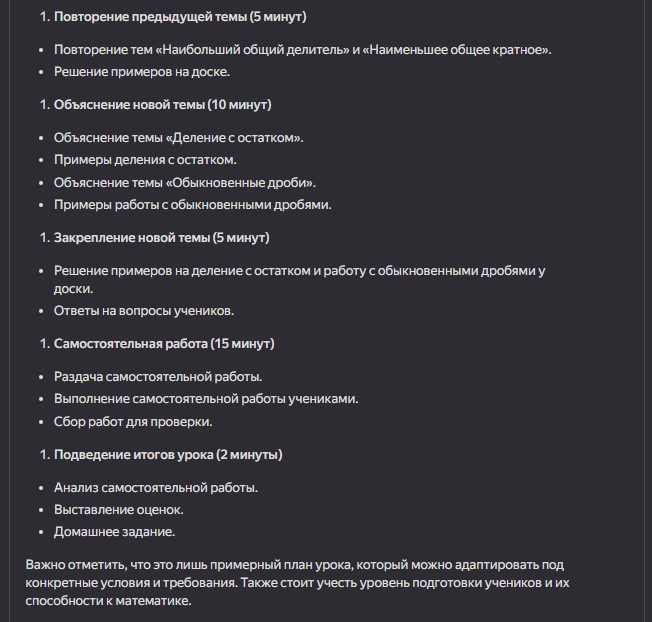 1. Повторение предыдущей темы (5 минут)
• Повторение тем «Наибольший общий делитель» и «Наименьшее общее кратное».
• Решение примеров на доске.
1. Объяснение новой темы (10 минут)
• Объяснение темы «Деление с остатком».
• Примеры деления с остатком.
• Объяснение темы «Обыкновенные дроби».
• Примеры работы с обыкновенными дробями.
1. Закрепление новой темы (5 минут)
• Решение примеров на деление с остатком и работу с обыкновенными дробями у
доски.
• Ответы на вопросы учеников.
1. Самостоятельная работа (15 минут)
• Раздача самостоятельной работы.
• Выполнение самостоятельной работы учениками.
• Сбор работ для проверки.
1. Подведение итогов урока (2 минуты)
• Анализ самостоятельной работы.
• Выставление оценок.
• Домашнее задание.
Важно отметить, что это лишь примерный план урока, который можно адаптировать под
конкретные условия и требования. Также стоит учесть уровень подготовки учеников и их
способности к математике.